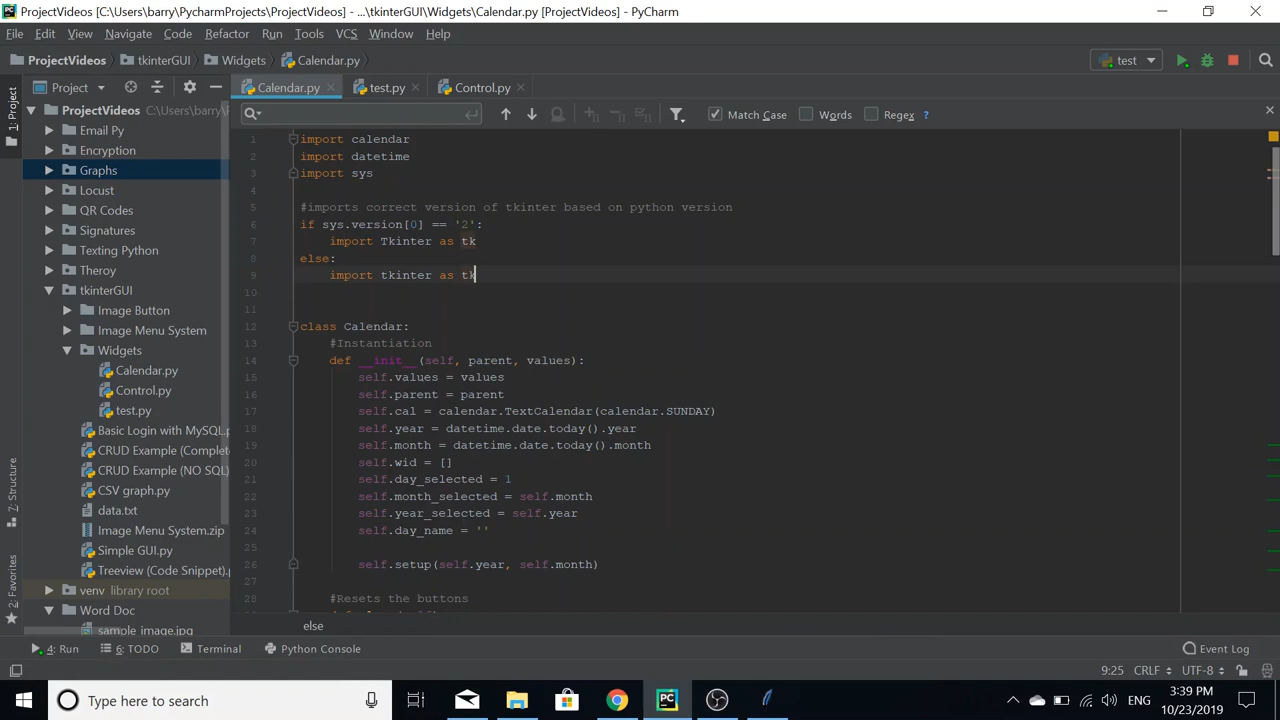 ProjectVideos [C:\Users\barry\PycharmProjects\ProjectVideos] - ...\tkinterGUI\Widgets\Calendar.py [ProjectVideos] - PyCharm
File Edit View Navigate Code Refactor Run Tools VCS Window Help
ProjectVideos tkinterGUI Widgets Calendar.py test
Project Calendar.py test.py Control.py
1: Project
Match Case Words Regex ?
ProjectVideos C:\Users\barry\
Email Py
Encryption
Graphs
Locust
QR Codes
Signatures
Texting Python
Theroy
tkinterGUI
Image Button
Image Menu System
Widgets
Calendar.py
Control.py
test.py
Basic Login with MySQL.
CRUD Example (Complet
CRUD Example (NO SQL)
CSV graph.py
data.txt
Image Menu System.zip
Simple GUI.py
Treeview (Code Snippet).
venv library root
Word Doc
sample image.jpg
7: Structure
2: Favorites
1 import calendar
2 import datetime
3 import sys
4
5 #imports correct version of tkinter based on python version
6 if sys.version[0] == '2':
7 import Tkinter as tk
8 else:
9 import tkinter as tk
10
11
12 class Calendar:
13 #Instantiation
14 def __init__(self, parent, values):
15 self.values = values
16 self.parent = parent
17 self.cal = calendar.TextCalendar(calendar.SUNDAY)
18 self.year = datetime.date.today().year
19 self.month = datetime.date.today().month
20 self.wid = []
21 self.day_selected = 1
22 self.month_selected = self.month
23 self.year_selected = self.year
24 self.day_name = ''
25
26 self.setup(self.year, self.month)
27
28 #Resets the buttons
else
4: Run 6: TODO Terminal Python Console Event Log
9:25 CRLF UTF-8
Type here to search
ENG
3:39 PM
10/23/2019